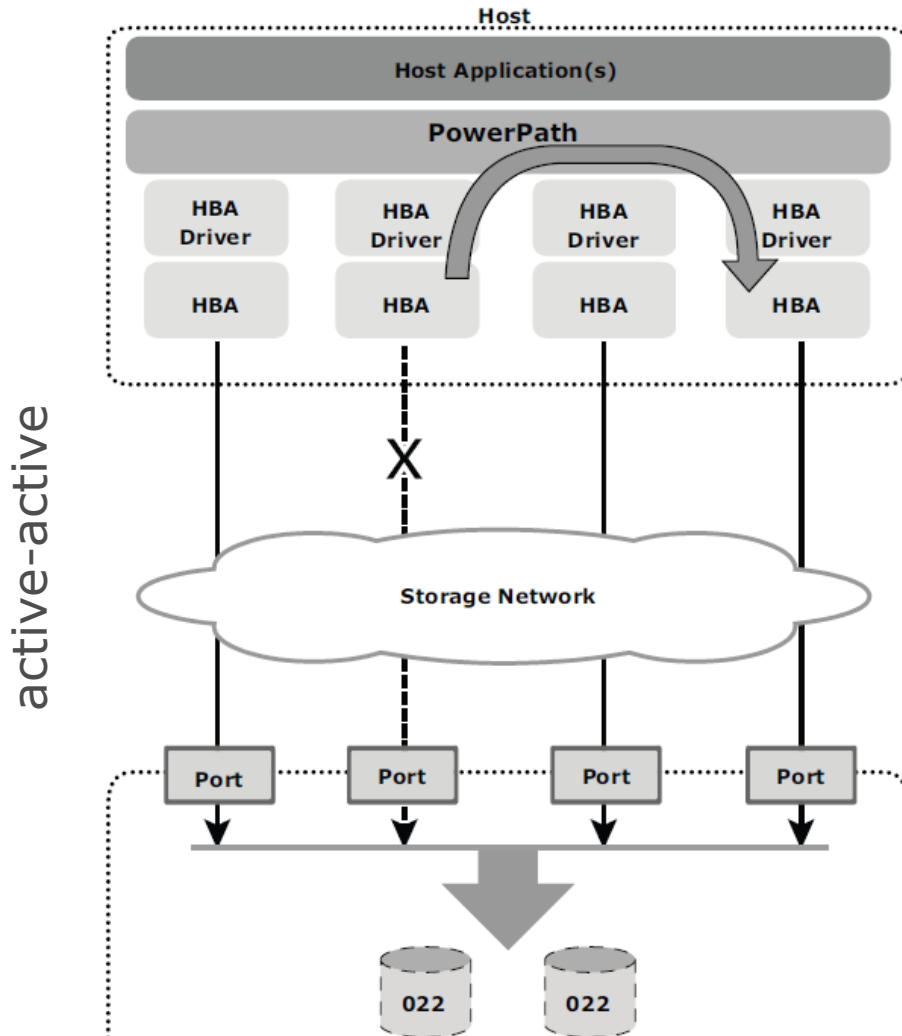 Host
Host Application(s)
PowerPath
HBA
Driver
HBA
Driver
HBA
Driver
HBA
Driver
HBA
HBA
HBA
HBA
active-active
X
Storage Network
Port
Port
Port
Port
022
022